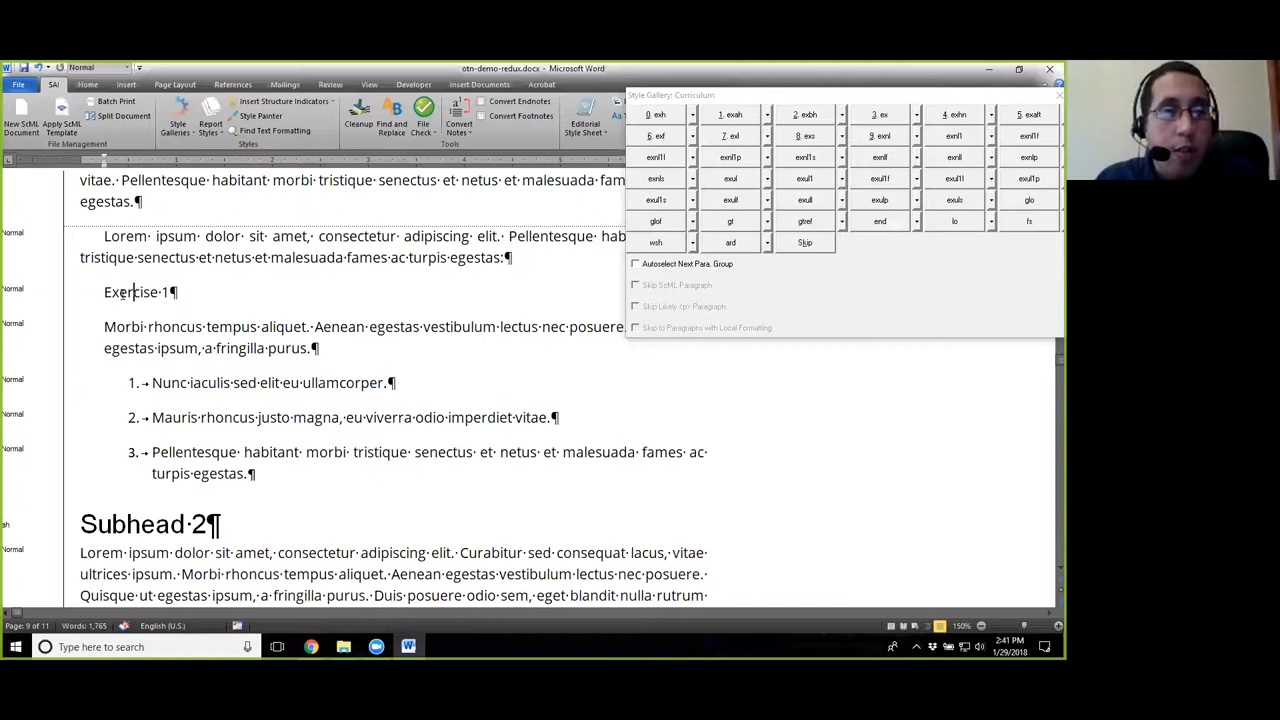 Normal
otn-demo-redux.docx - Microsoft Word
File SAI Home Insert Page Layout References Mailings Review View Developer Insert Documents Acrobat
New ScML Document
Apply ScML Template
Batch Print
Split Document
File Management
Style Galleries
Report Styles
Insert Structure Indicators
Style Painter
Find Text Formatting
Styles
Cleanup
Find and Replace
File Check
Convert Notes
Convert Endnotes
Convert Footnotes
Editorial
Editorial Style Sheet
Style Gallery: Curriculum
0. exh 1. exah 2. exbh 3. ex 4. exhn 5. exaft
6. exf 7. exl 8. exs 9. exnl exnl1 exnl1f
exnl1l exnl1p exnl1s exnlf exnll exnlp
exnls exul exul1 exul1f exul1l exul1p
exul1s exulf exull exulp exuls glo
glof gt gtref end lo fs
wsh ard Skip
Autoselect Next Para. Group
Skip ScML Paragraph
Skip Likely <p> Paragraph
Skip to Paragraphs with Local Formatting
vitae. Pellentesque habitant morbi tristique senectus et netus et malesuada fam
egestas.¶
Normal
Lorem ipsum dolor sit amet, consectetur adipiscing elit. Pellentesque hab
tristique senectus et netus et malesuada fames ac turpis egestas:¶
Normal
Exercise 1¶
Normal
Morbi rhoncus tempus aliquet. Aenean egestas vestibulum lectus nec posuere.
egestas ipsum, a fringilla purus.¶
Normal
1. Nunc iaculis sed elit eu ullamcorper.¶
Normal
2. Mauris rhoncus justo magna, eu viverra odio imperdiet vitae.¶
Normal
3. Pellentesque habitant morbi tristique senectus et netus et malesuada fames ac
turpis egestas.¶
ah
Subhead 2¶
Normal
Lorem ipsum dolor sit amet, consectetur adipiscing elit. Curabitur sed consequat lacus, vitae
ultrices ipsum. Morbi rhoncus tempus aliquet. Aenean egestas vestibulum lectus nec posuere.
Quisque ut egestas ipsum, a fringilla purus. Duis posuere odio sem, eget blandit nulla rutrum
Page: 9 of 11 Words: 1,765 English (U.S.) 150%
Type here to search
2:41 PM
1/29/2018